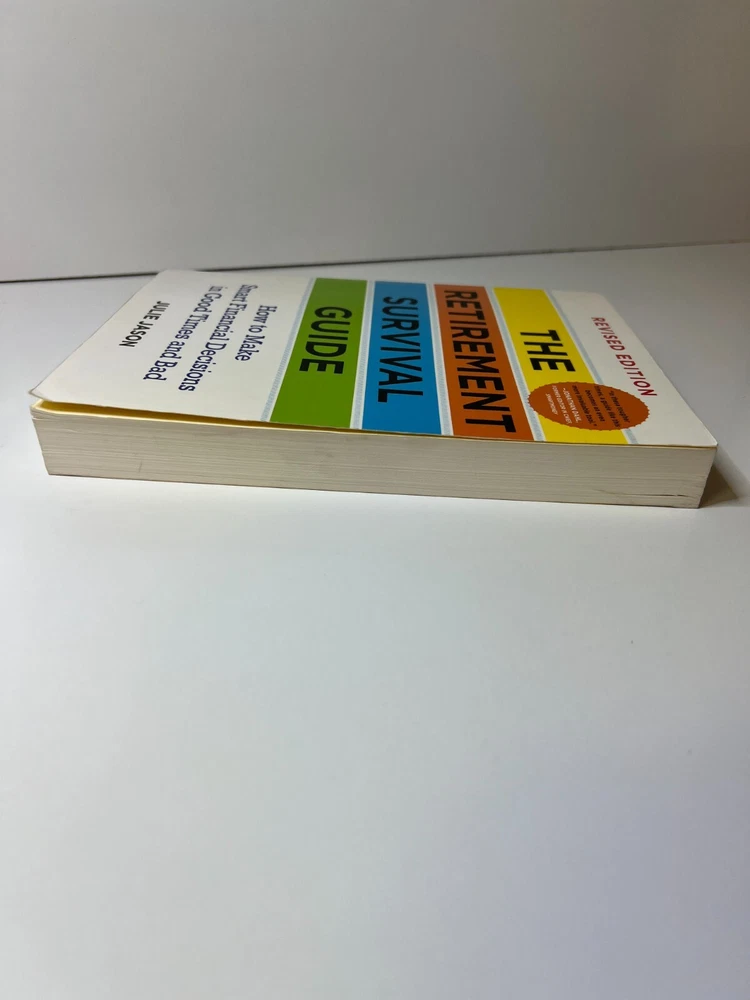 REVISED EDITION
THE
RETIREMENT
SURVIVAL
GUIDE
How to Make
Smart Financial Decisions
in Good Times and Bad
JULIE JASON